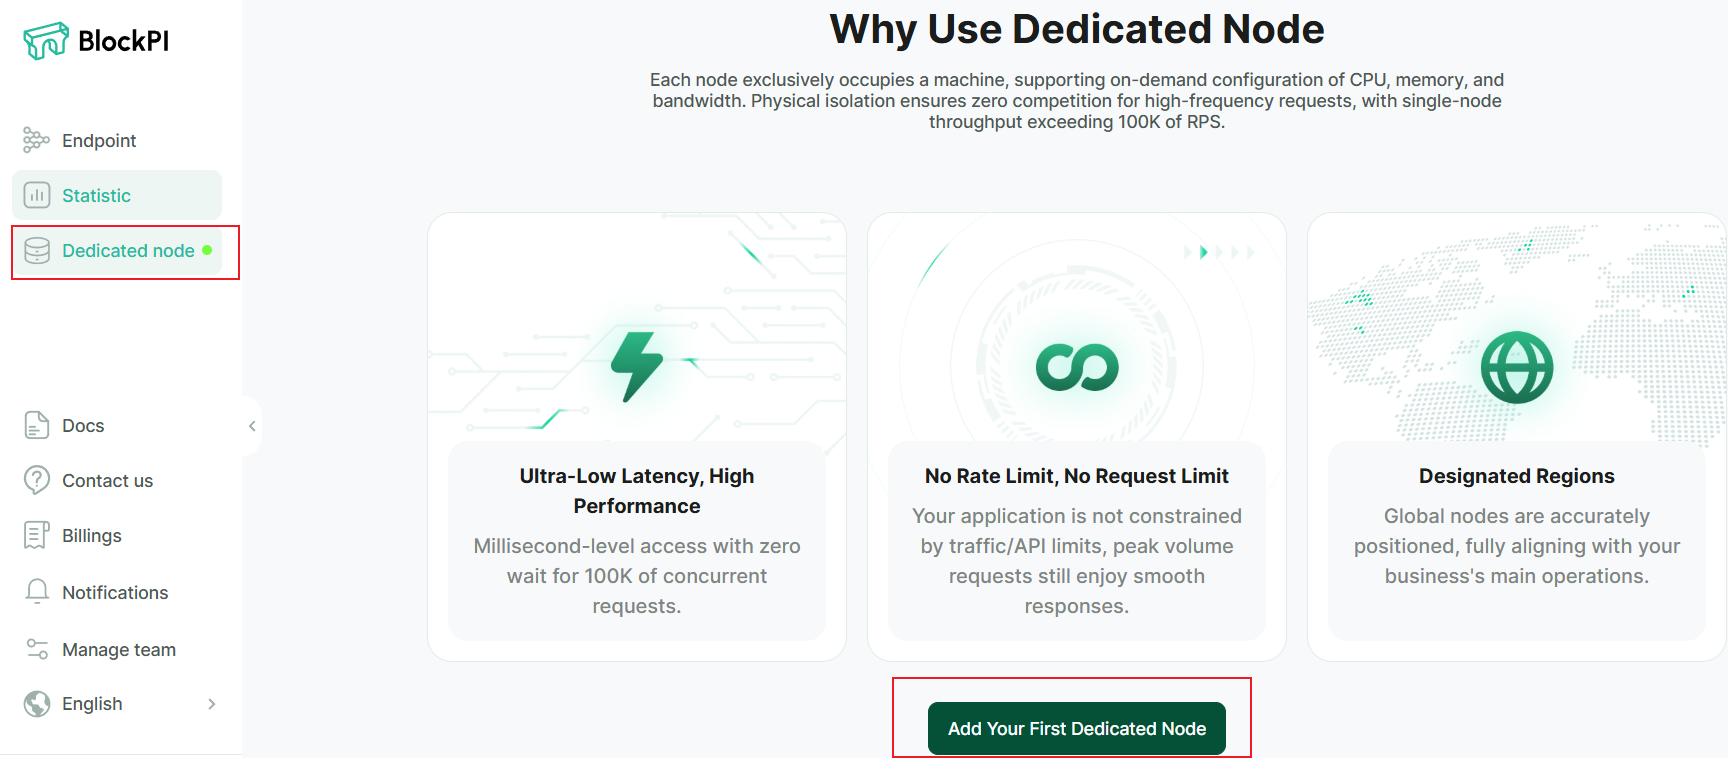 BlockPI
Endpoint
Statistic
Dedicated node
Docs
Contact us
Billings
Notifications
Manage team
English
Why Use Dedicated Node
Each node exclusively occupies a machine, supporting on-demand configuration of CPU, memory, and
bandwidth. Physical isolation ensures zero competition for high-frequency requests, with single-node
throughput exceeding 100K of RPS.
Ultra-Low Latency, High
Performance
Millisecond-level access with zero
wait for 100K of concurrent
requests.
No Rate Limit, No Request Limit
Your application is not constrained
by traffic/API limits, peak volume
requests still enjoy smooth
responses.
Designated Regions
Global nodes are accurately
positioned, fully aligning with your
business's main operations.
Add Your First Dedicated Node